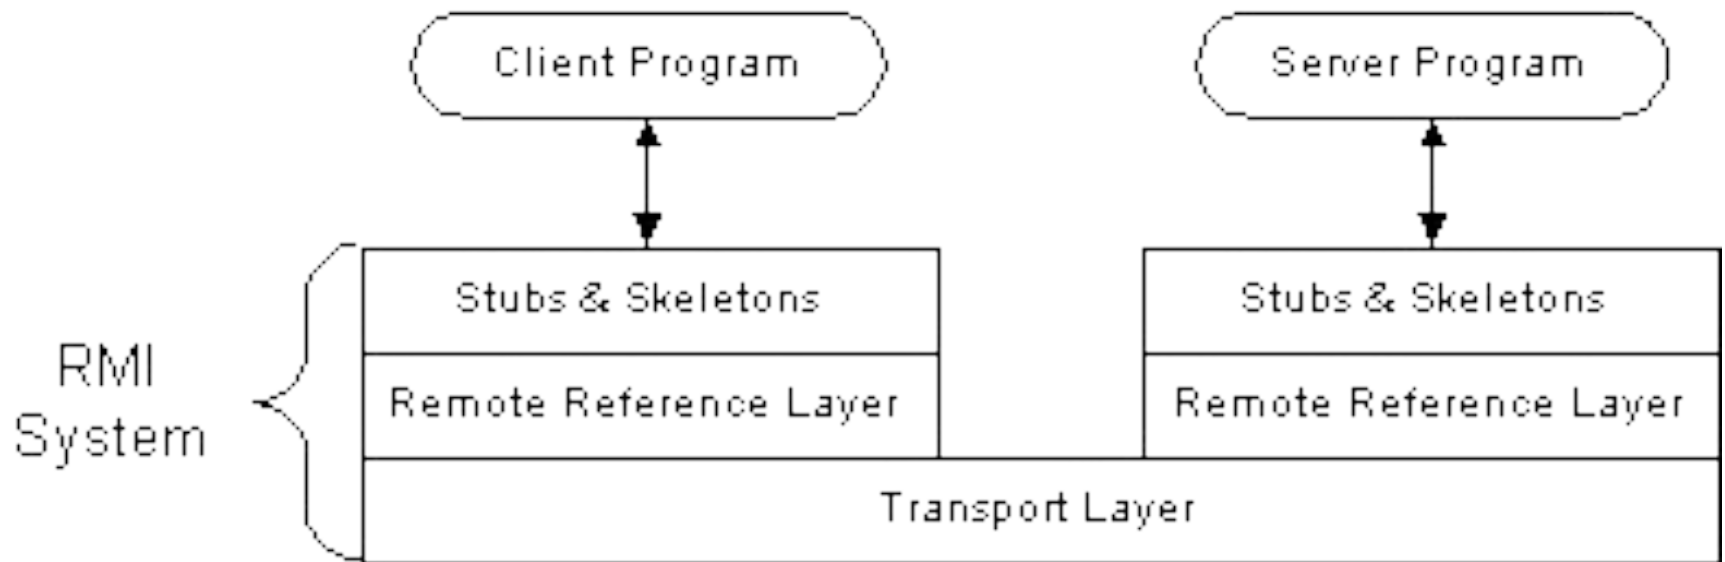 Client Program
Server Program
Stubs & Skeletons
Stubs & Skeletons
RMI
System
Remote Reference Layer
Remote Reference Layer
Transport Layer